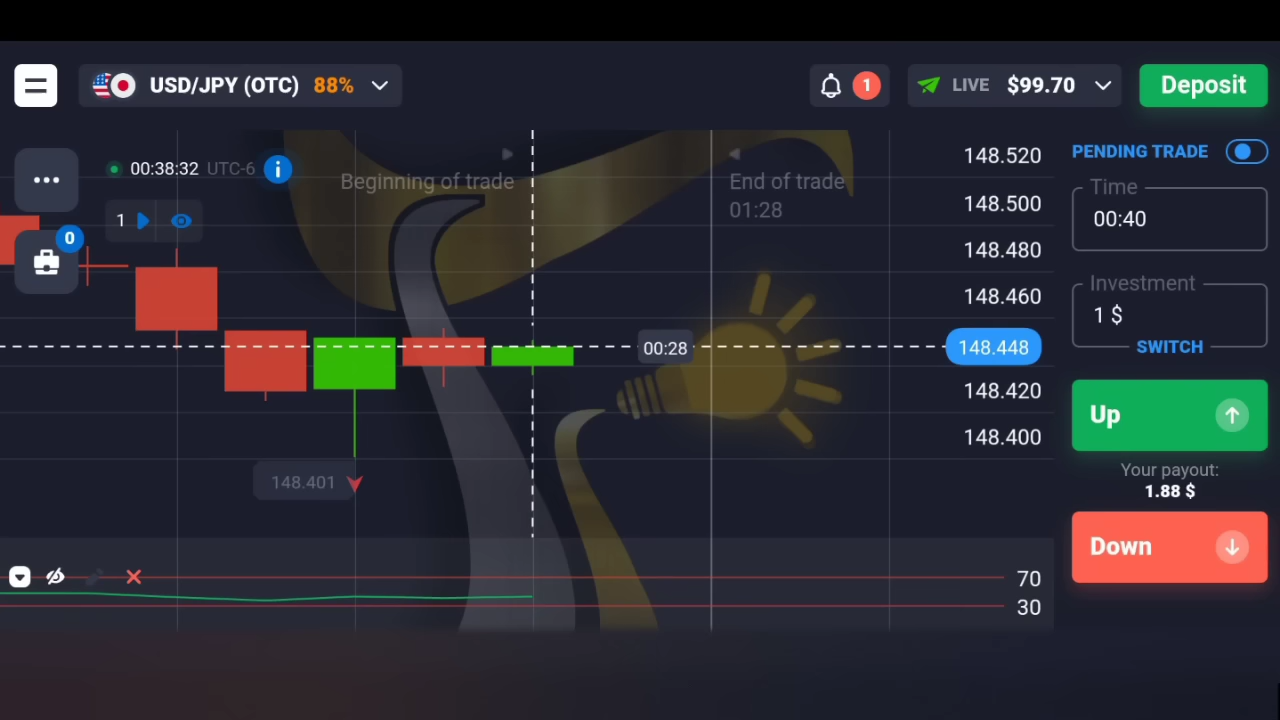 USD/JPY (OTC) 88%
1
LIVE $99.70
Deposit
00:38:32 UTC-6
i
Beginning of trade
End of trade
01:28
1
0
148.520
148.500
148.480
148.460
00:28
148.448
148.420
148.400
148.401
70
30
PENDING TRADE
Time
00:40
Investment
1 $
SWITCH
Up
Your payout:
1.88 $
Down